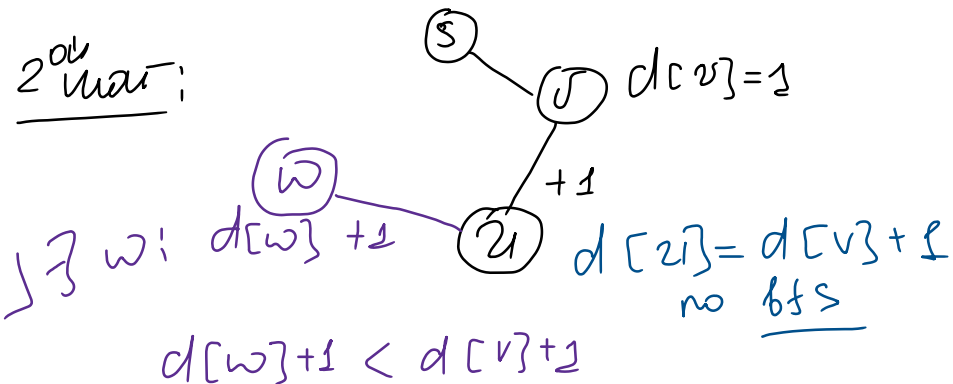 S
2ой шаг:
v d[v]=1
w
+1
∫∃ w: d[w] +1
u d[u]= d[v]+1
по bfs
d[w]+1 < d[v]+1